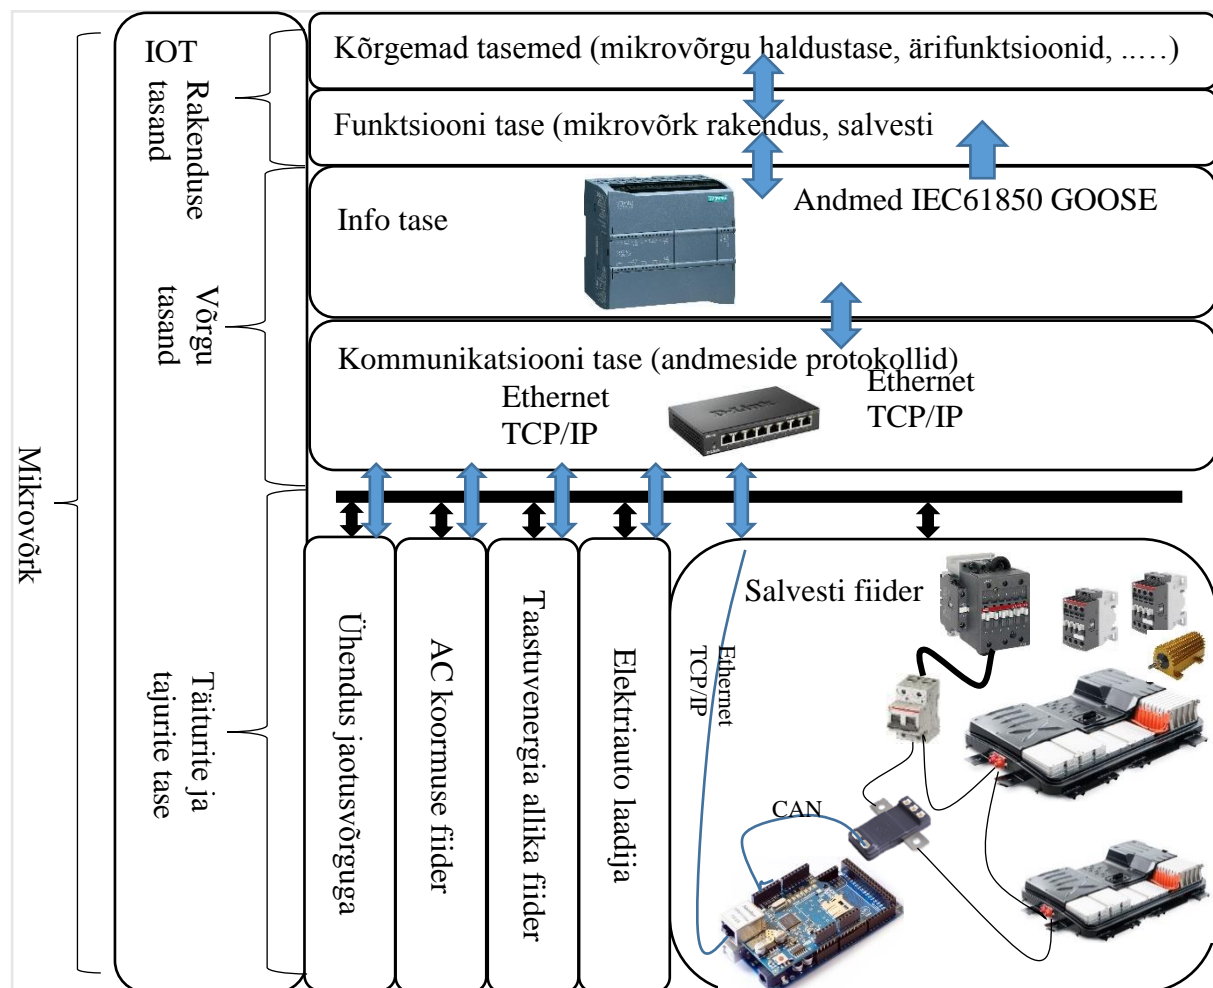 IOT
Rakenduse
tasand
Võrgu
tasand
Täiturite ja
tajurite tase
Mikrovõrk
Kõrgemad tasemed (mikrovõrgu haldustase, ärifunktsioonid, ..…)
Funktsiooni tase (mikrovõrk rakendus, salvesti
Info tase
Andmed IEC61850 GOOSE
Kommunikatsiooni tase (andmeside protokollid)
Ethernet
TCP/IP
D-Link
Ethernet
TCP/IP
Ühendus jaotusvõrguga
AC koormuse fiider
Taastuvenergia allika fiider
Elektriauto laadija
Salvesti fiider
Ethernet
TCP/IP
CAN